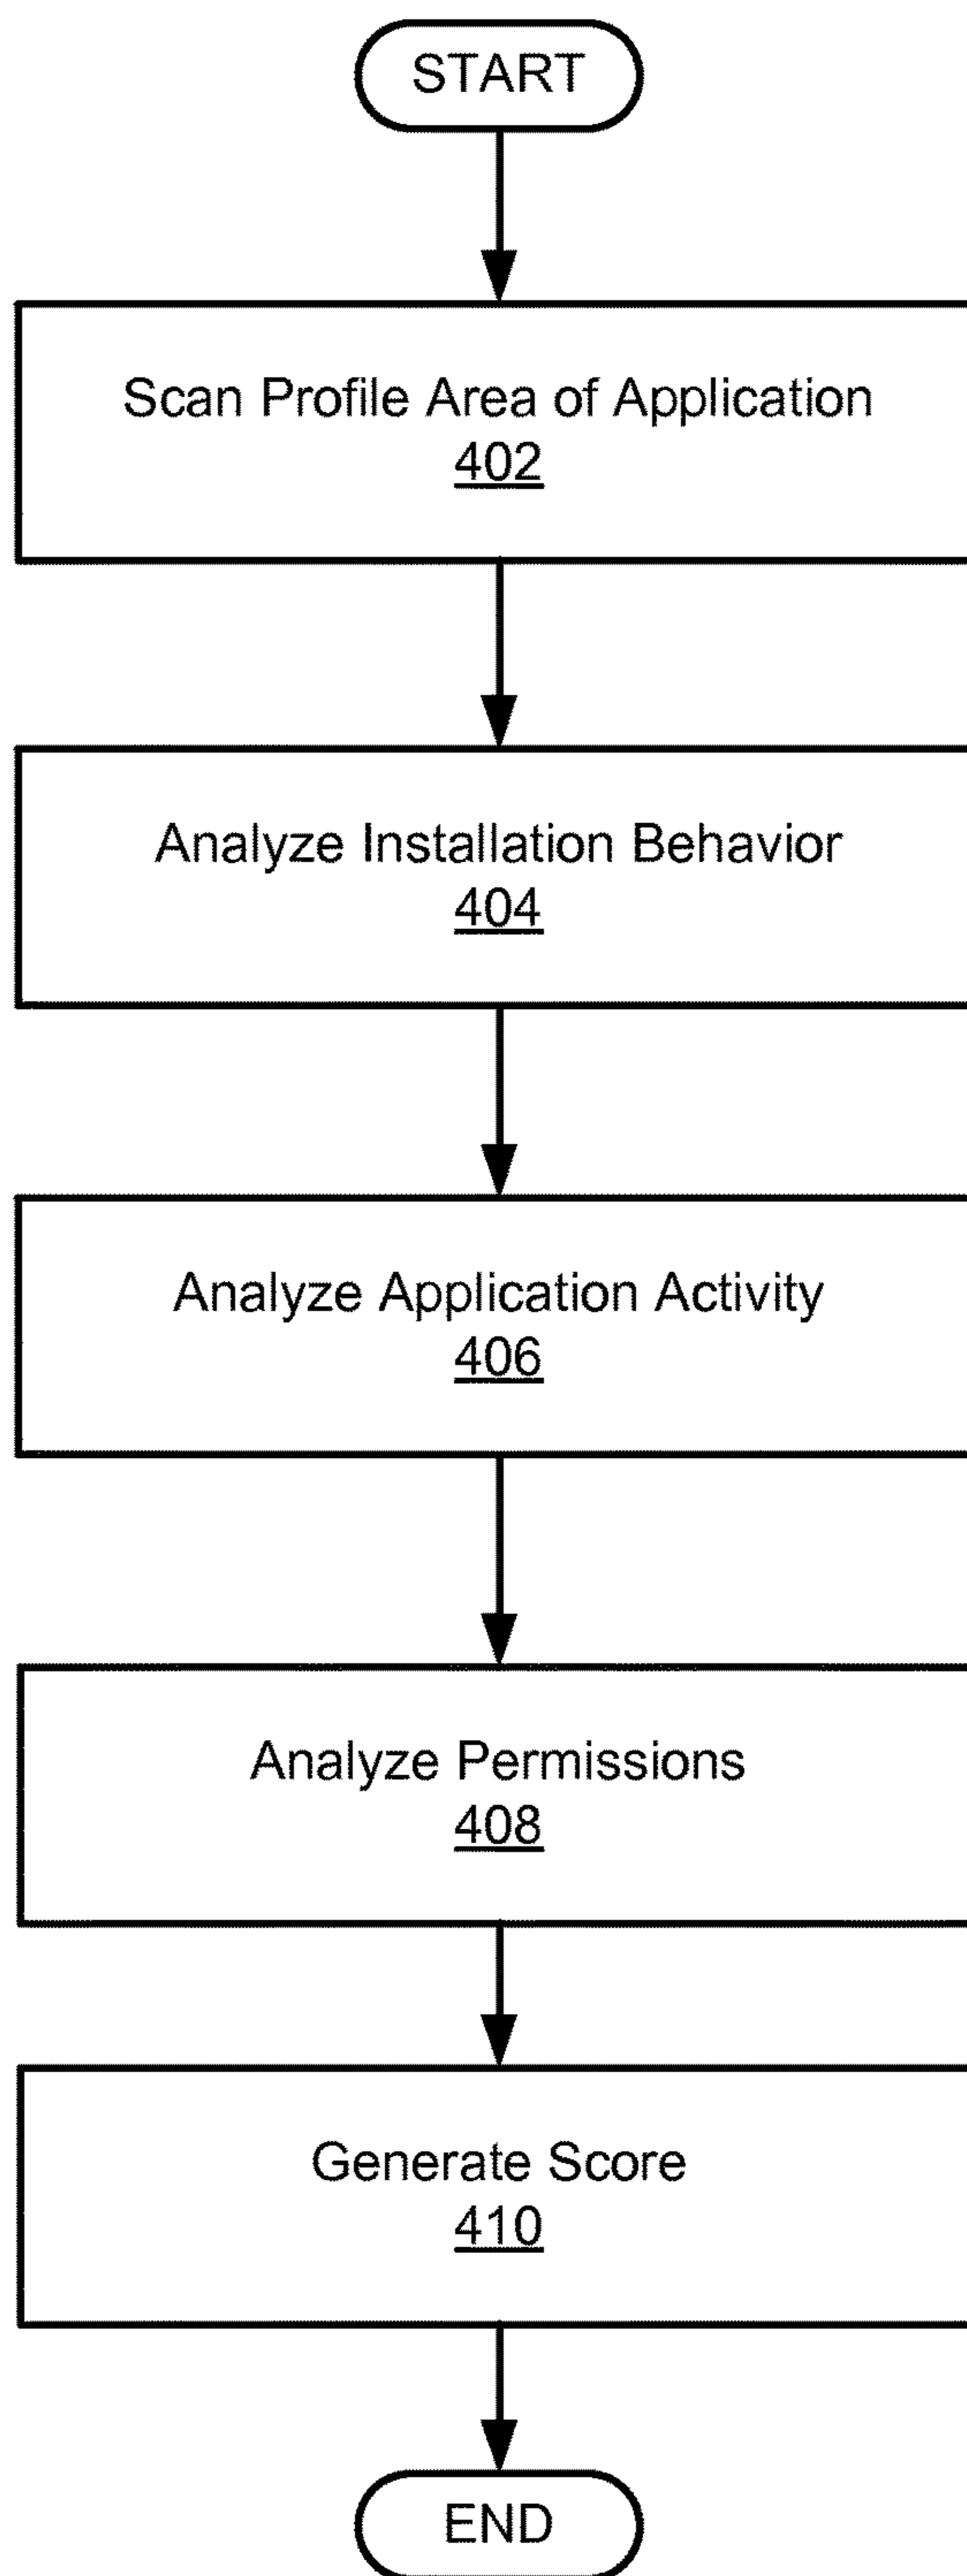 START
Scan Profile Area of Application
402
Analyze Installation Behavior
404
Analyze Application Activity
406
Analyze Permissions
408
Generate Score
410
END